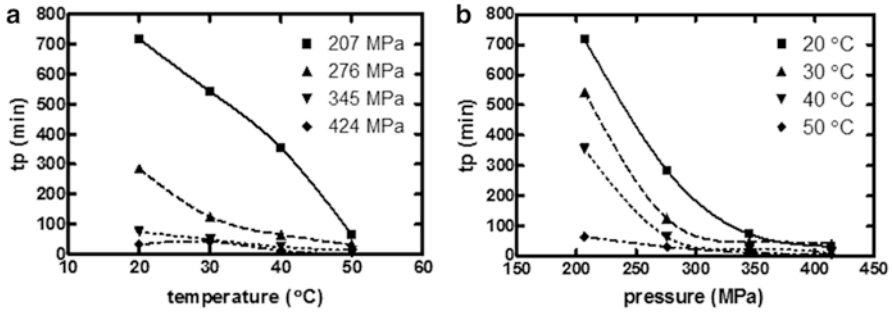 a
800
700
600
500
400
300
200
100
0
tp (min)
207 MPa
276 MPa
345 MPa
424 MPa
10
20
30
40
50
60
temperature (°C)
b
800
700
600
500
400
300
200
100
0
tp (min)
20 °C
30 °C
40 °C
50 °C
150
200
250
300
350
400
450
pressure (MPa)